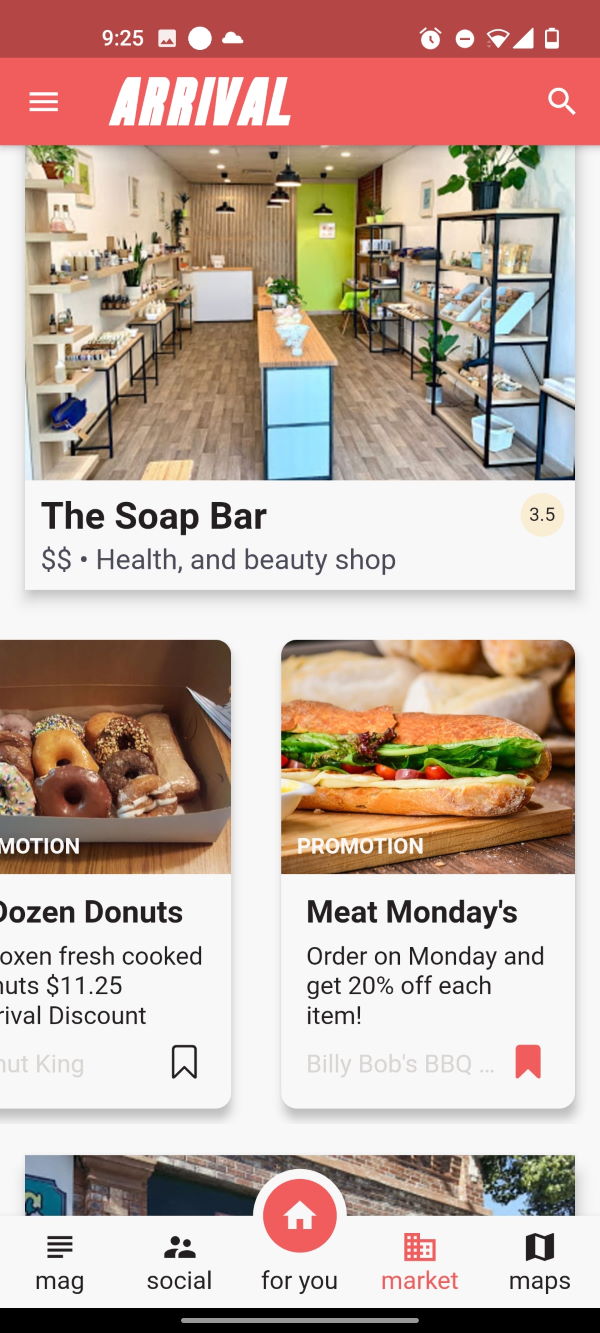 9:25
ARRIVAL
The Soap Bar
3.5
$$ • Health, and beauty shop
MOTION
PROMOTION
Dozen Donuts
Meat Monday's
oxen fresh cooked
nuts $11.25
rival Discount
Order on Monday and
get 20% off each
item!
nut King
Billy Bob's BBQ ...
mag
social
for you
market
maps